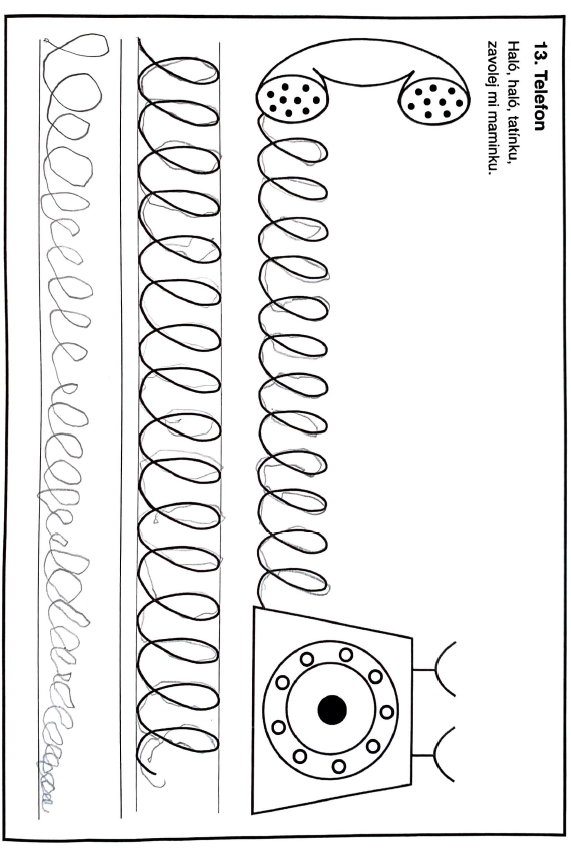 13. Telefon
Haló, haló, tatínku,
zavolej mi maminku.